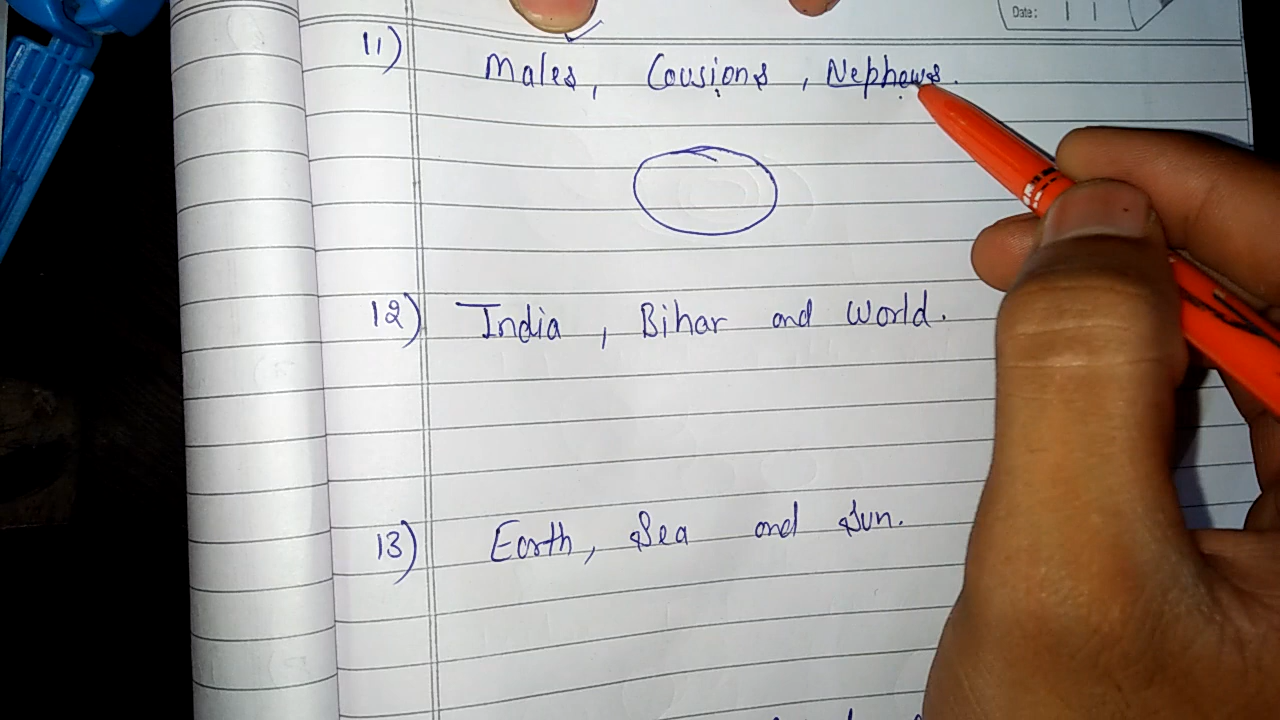 Date:
11) Males, Cousions, Nephews.
12) India, Bihar and World.
13) Earth, Sea and Sun.